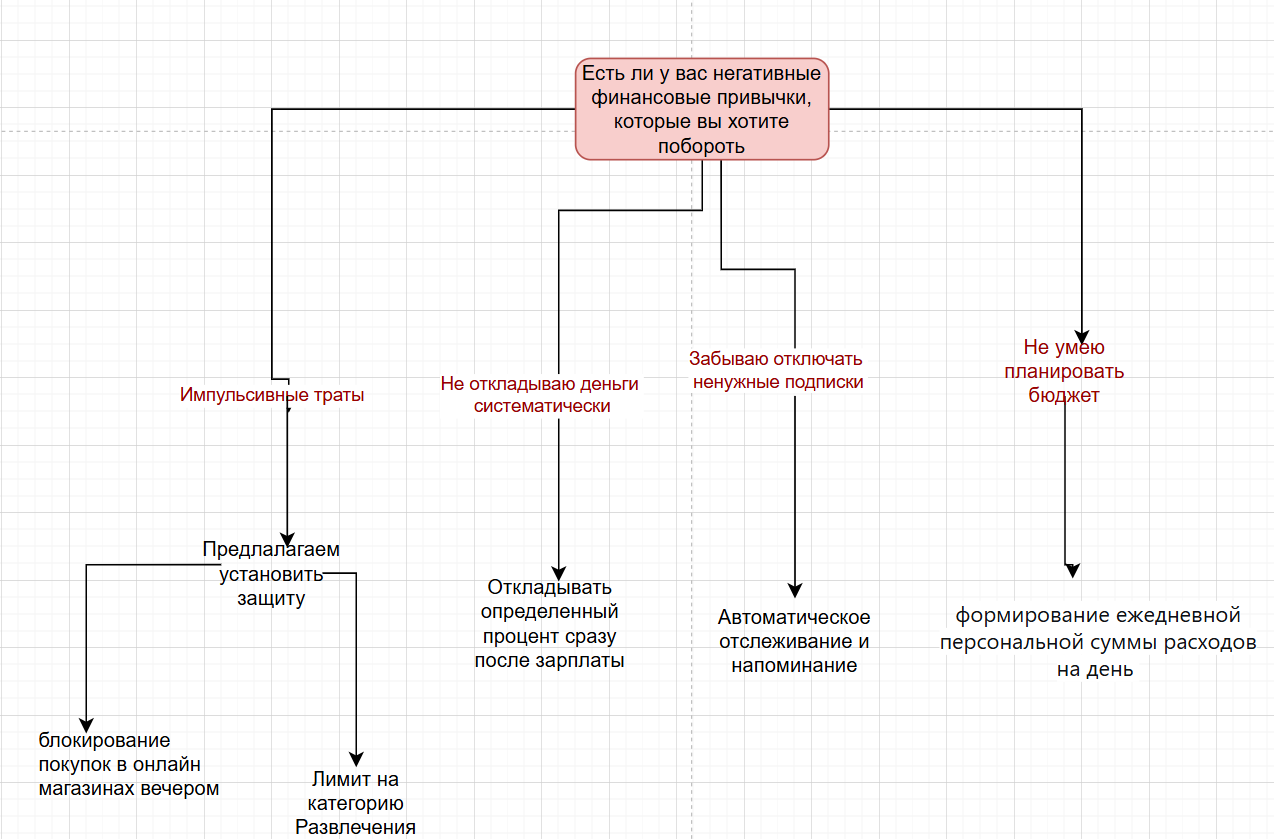 Есть ли у вас негативные
финансовые привычки,
которые вы хотите
побороть
Импульсивные траты
Не откладываю деньги
систематически
Забываю отключать
ненужные подписки
Не умею
планировать
бюджет
Предлалагаем
установить
защиту
Откладывать
определенный
процент сразу
после зарплаты
Автоматическое
отслеживание и
напоминание
формирование ежедневной
персональной суммы расходов
на день
блокирование
покупок в онлайн
магазинах вечером
Лимит на
категорию
Развлечения